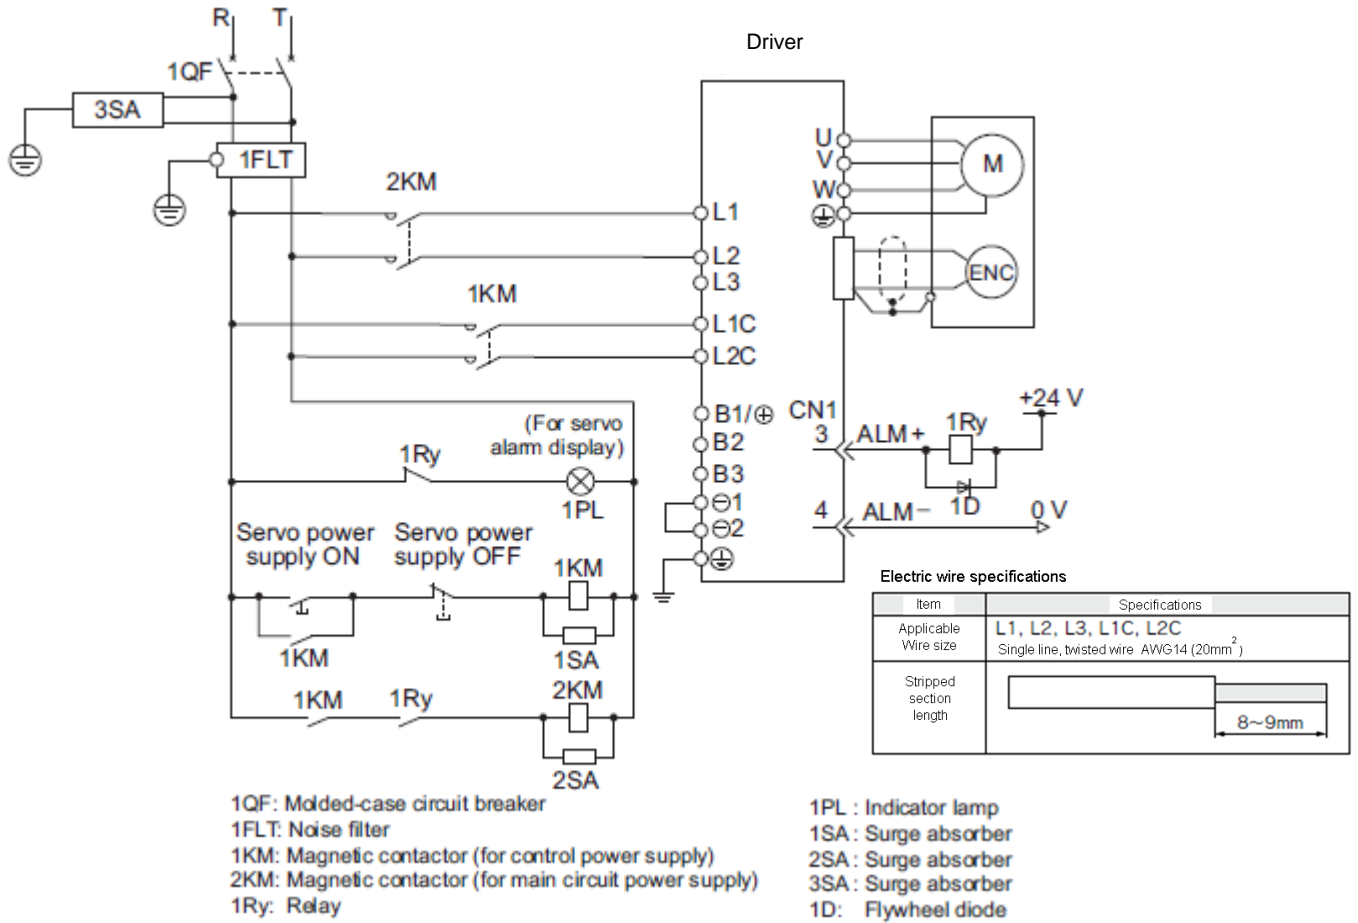 R T
Driver
1QF
3SA
1FLT
2KM
L1
L2
L3
1KM
L1C
L2C
B1/⊕
B2
B3
⊖1
⊖2
U
V
W
M
ENC
CN1
3
ALM+
1Ry
+24 V
1D
4
ALM−
0 V
(For servo
alarm display)
1Ry
1PL
Servo power
supply ON
Servo power
supply OFF
1KM
1KM
1SA
1KM
1Ry
2KM
2SA
Electric wire specifications
Item Specifications
Applicable
Wire size
L1, L2, L3, L1C, L2C
Single line, twisted wire AWG14 (20mm²)
Stripped
section
length
8~9mm
1QF: Molded-case circuit breaker
1FLT: Noise filter
1KM: Magnetic contactor (for control power supply)
2KM: Magnetic contactor (for main circuit power supply)
1Ry: Relay
1PL : Indicator lamp
1SA : Surge absorber
2SA : Surge absorber
3SA : Surge absorber
1D: Flywheel diode